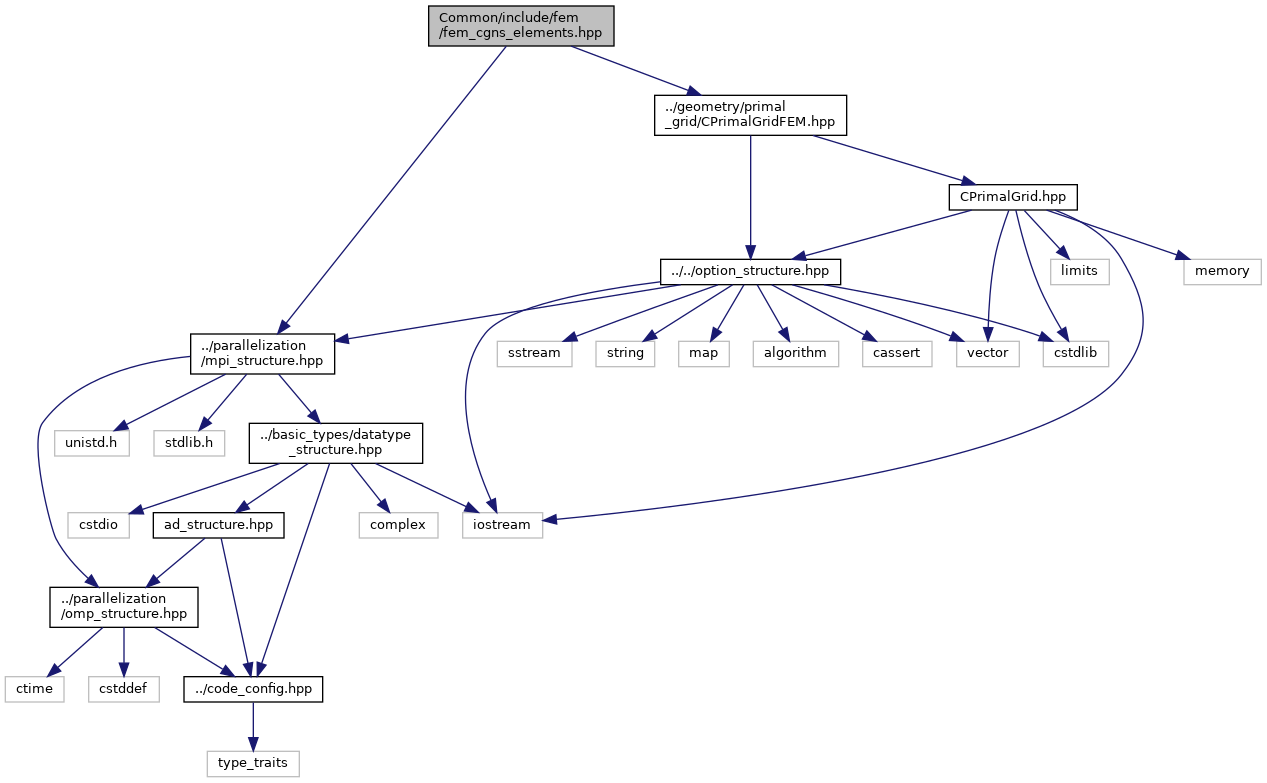 Common/include/fem
/fem_cgns_elements.hpp
../geometry/primal
_grid/CPrimalGridFEM.hpp
CPrimalGrid.hpp
../../option_structure.hpp
limits
memory
../parallelization
/mpi_structure.hpp
sstream
string
map
algorithm
cassert
vector
cstdlib
unistd.h
stdlib.h
../basic_types/datatype
_structure.hpp
cstdio
ad_structure.hpp
complex
iostream
../parallelization
/omp_structure.hpp
ctime
cstddef
../code_config.hpp
type_traits